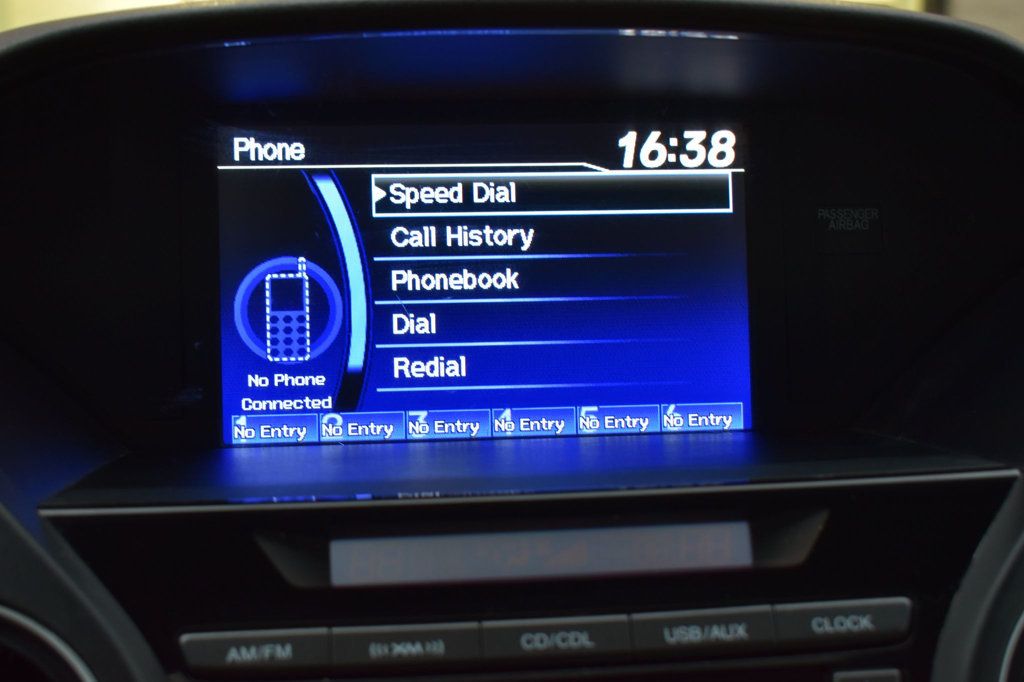 Phone
16:38
Speed Dial
Call History
Phonebook
Dial
Redial
No Phone
Connected
1 No Entry
2 No Entry
3 No Entry
4 No Entry
5 No Entry
6 No Entry
PASSENGER
AIRBAG
AM/FM
((XM))
CD/CDL
USB/AUX
CLOCK